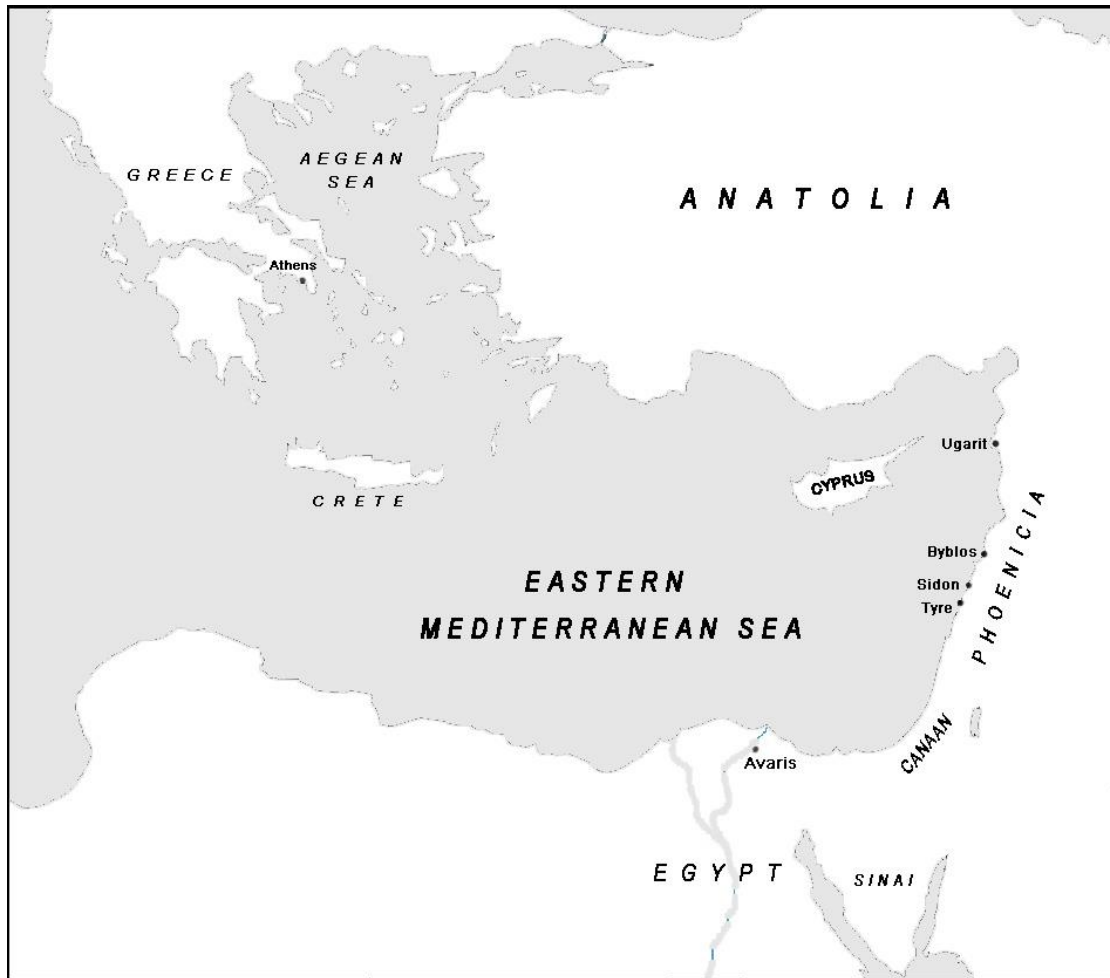 GREECE
AEGEAN
SEA
ANATOLIA
Athens
Ugarit
CYPRUS
CRETE
PHOENICIA
Byblos
EASTERN
Sidon
Tyre
MEDITERRANEAN SEA
CANAAN
Avaris
EGYPT
SINAI